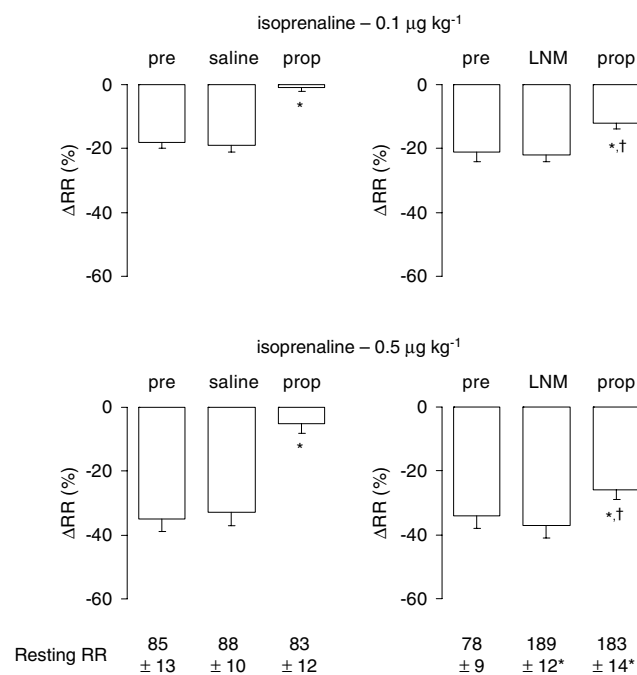 isoprenaline – 0.1 μg kg-1
pre saline prop
pre LNM prop
0
-20
-40
-60
ΔRR (%)
*
0
-20
-40
-60
ΔRR (%)
*,†
isoprenaline – 0.5 μg kg-1
pre saline prop
pre LNM prop
0
-20
-40
-60
ΔRR (%)
*
0
-20
-40
-60
ΔRR (%)
*,†
Resting RR
85 88 83 78 189 183
± 13 ± 10 ± 12 ± 9 ± 12* ± 14*